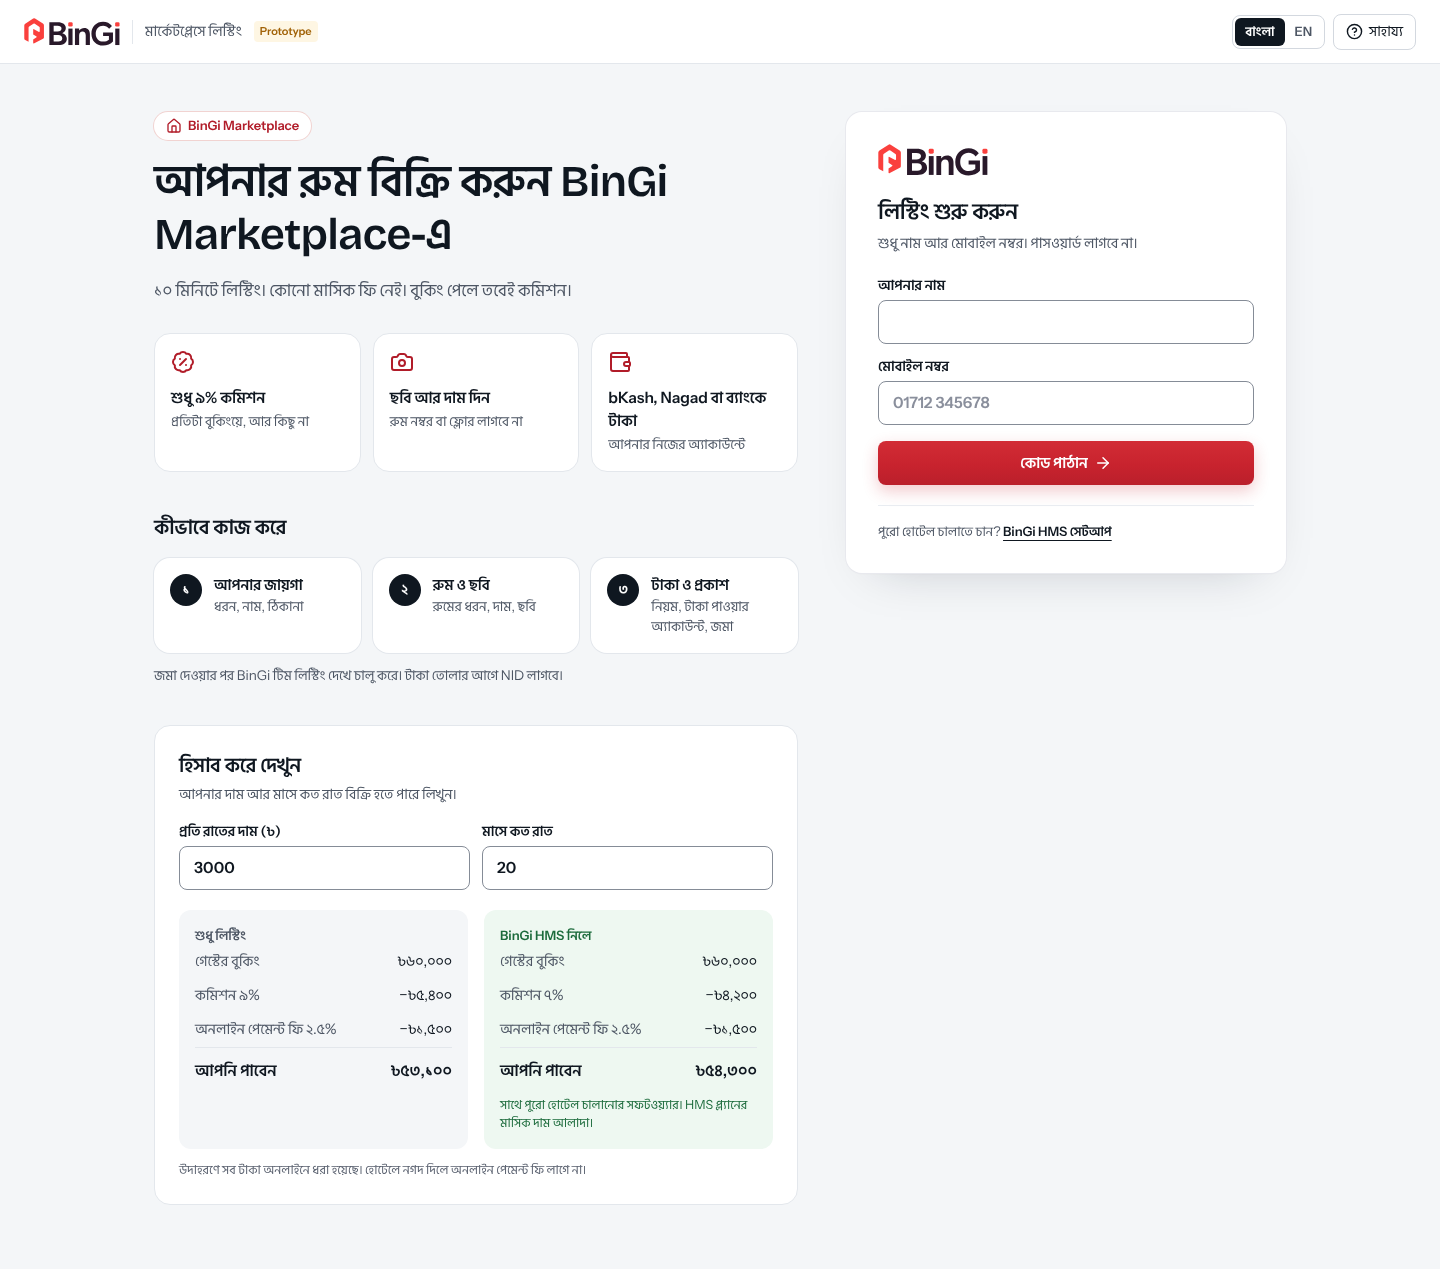 BinGi মার্কেটপ্লেসে লিস্টিং Prototype
বাংলা EN সাহায্য
BinGi Marketplace
আপনার রুম বিক্রি করুন BinGi
Marketplace-এ
১০ মিনিটে লিস্টিং। কোনো মাসিক ফি নেই। বুকিং পেলে তবেই কমিশন।
শুধু ৯% কমিশন
প্রতিটা বুকিংয়ে, আর কিছু না
ছবি আর দাম দিন
রুম নম্বর বা ফ্লোর লাগবে না
bKash, Nagad বা ব্যাংকে
টাকা
আপনার নিজের অ্যাকাউন্টে
কীভাবে কাজ করে
১ আপনার জায়গা
ধরন, নাম, ঠিকানা
২ রুম ও ছবি
রুমের ধরন, দাম, ছবি
৩ টাকা ও প্রকাশ
নিয়ম, টাকা পাওয়ার
অ্যাকাউন্ট, জমা
জমা দেওয়ার পর BinGi টিম লিস্টিং দেখে চালু করে। টাকা তোলার আগে NID লাগবে।
হিসাব করে দেখুন
আপনার দাম আর মাসে কত রাত বিক্রি হতে পারে লিখুন।
প্রতি রাতের দাম (৳)
3000
মাসে কত রাত
20
শুধু লিস্টিং
গেস্টের বুকিং ৳৬০,০০০
কমিশন ৯% −৳৫,৪০০
অনলাইন পেমেন্ট ফি ২.৫% −৳১,৫০০
আপনি পাবেন ৳৫৩,১০০
BinGi HMS নিলে
গেস্টের বুকিং ৳৬০,০০০
কমিশন ৭% −৳৪,২০০
অনলাইন পেমেন্ট ফি ২.৫% −৳১,৫০০
আপনি পাবেন ৳৫৪,৩০০
সাথে পুরো হোটেল চালানোর সফটওয়্যার। HMS প্ল্যানের
মাসিক দাম আলাদা।
উদাহরণে সব টাকা অনলাইনে ধরা হয়েছে। হোটেলে নগদ দিলে অনলাইন পেমেন্ট ফি লাগে না।
BinGi
লিস্টিং শুরু করুন
শুধু নাম আর মোবাইল নম্বর। পাসওয়ার্ড লাগবে না।
আপনার নাম
মোবাইল নম্বর
01712 345678
কোড পাঠান
পুরো হোটেল চালাতে চান? BinGi HMS সেটআপ